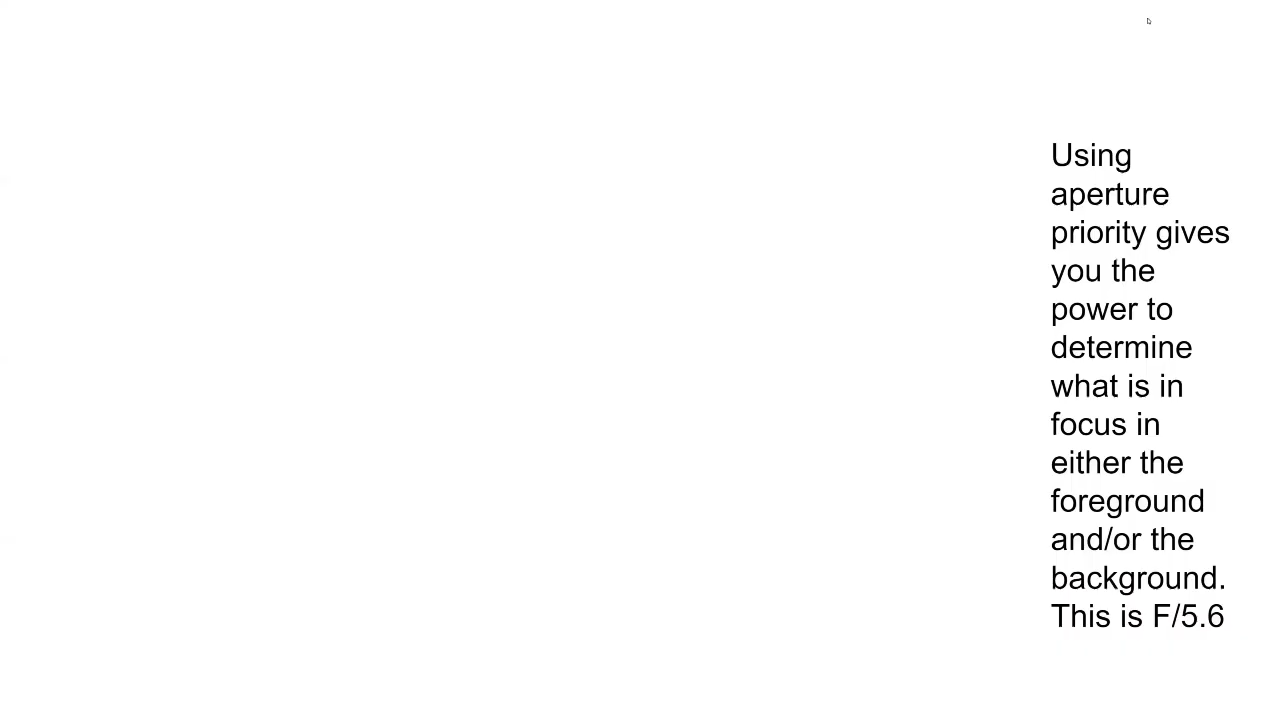 Using
aperture
priority gives
you the
power to
determine
what is in
focus in
either the
foreground
and/or the
background.
This is F/5.6